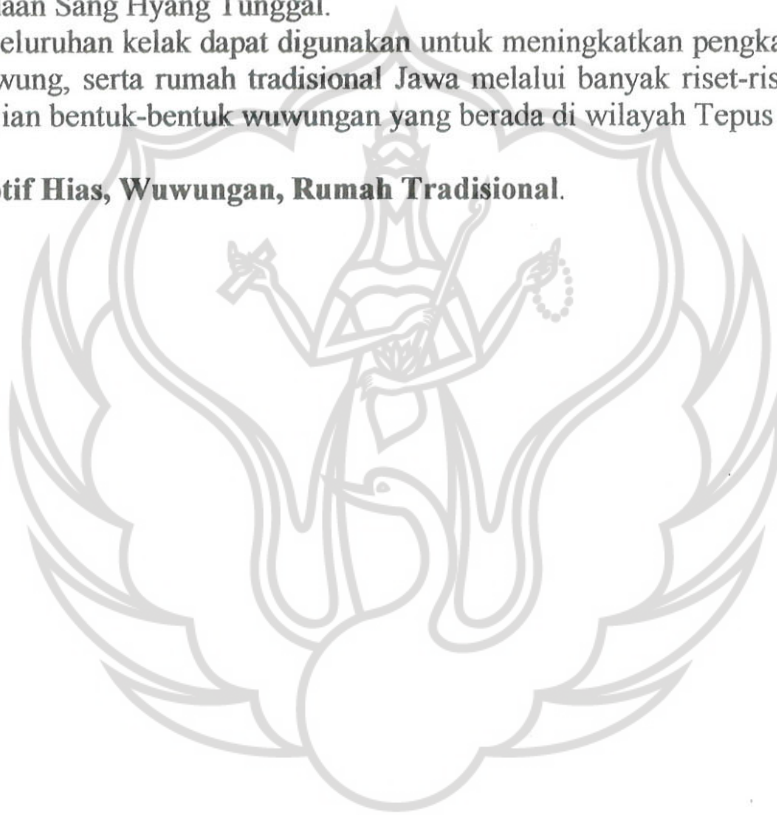 Sang Hyang Tunggal.
eluruhan kelak dapat digunakan untuk meningkatkan pengka
wung, serta rumah tradisional Jawa melalui banyak riset-ris
ian bentuk-bentuk wuwungan yang berada di wilayah Tepus
tif Hias, Wuwungan, Rumah Tradisional.